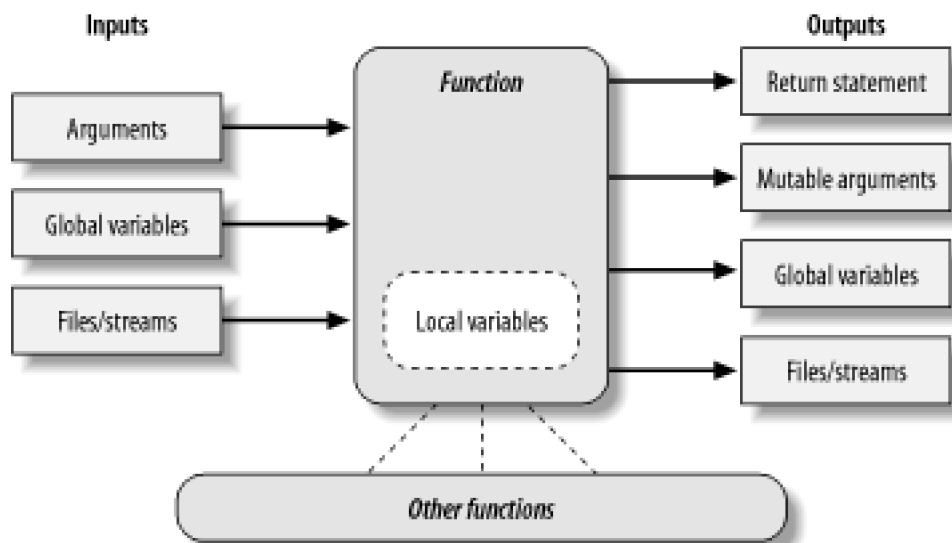 Inputs
Outputs
Function
Arguments
Global variables
Files/streams
Local variables
Return statement
Mutable arguments
Global variables
Files/streams
Other functions